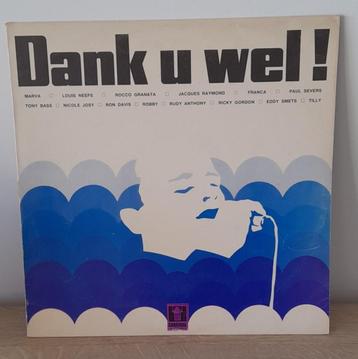 Dank u wel!
MARVA □ LOUIS NEEFS □ ROCCO GRANATA □ JACQUES RAYMOND □ FRANCA □ PAUL SEVERS
TONY BASS □ NICOLE JOSY □ RON DAVIS □ ROBBY □ RUDY ANTHONY □ RICKY GORDON □ EDDY SMETS □ TILLY
CARDINAL